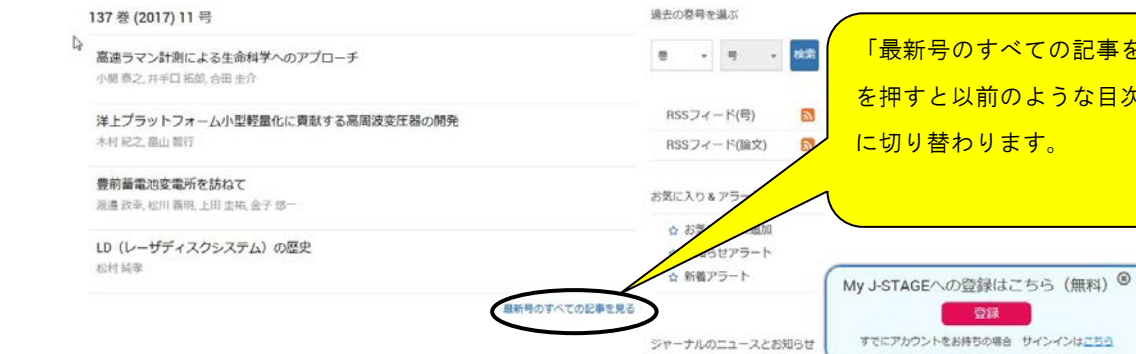 137 巻 (2017) 11 号
高速ラマン計測による生命科学へのアプローチ
小関 泰之, 井手口 拓郎, 合田 圭介
洋上プラットフォーム小型軽量化に貢献する高周波変圧器の開発
木村 紀之, 畠山 智行
豊前蓄電池変電所を訪ねて
渡邊 政幸, 松川 義明, 上田 圭祐, 金子 悠一
LD（レーザディスクシステム）の歴史
松村 純孝
最新号のすべての記事を見る
過去の巻号を選ぶ
巻 号 検索
RSSフィード(号)
RSSフィード(論文)
お気に入り & アラー
お気 追加
らせアラート
新着アラート
ジャーナルのニュースとお知らせ
「最新号のすべての記事を
を押すと以前のような目次
に切り替わります。
My J-STAGEへの登録はこちら（無料）
登録
すでにアカウントをお持ちの場合 サインインはこちら